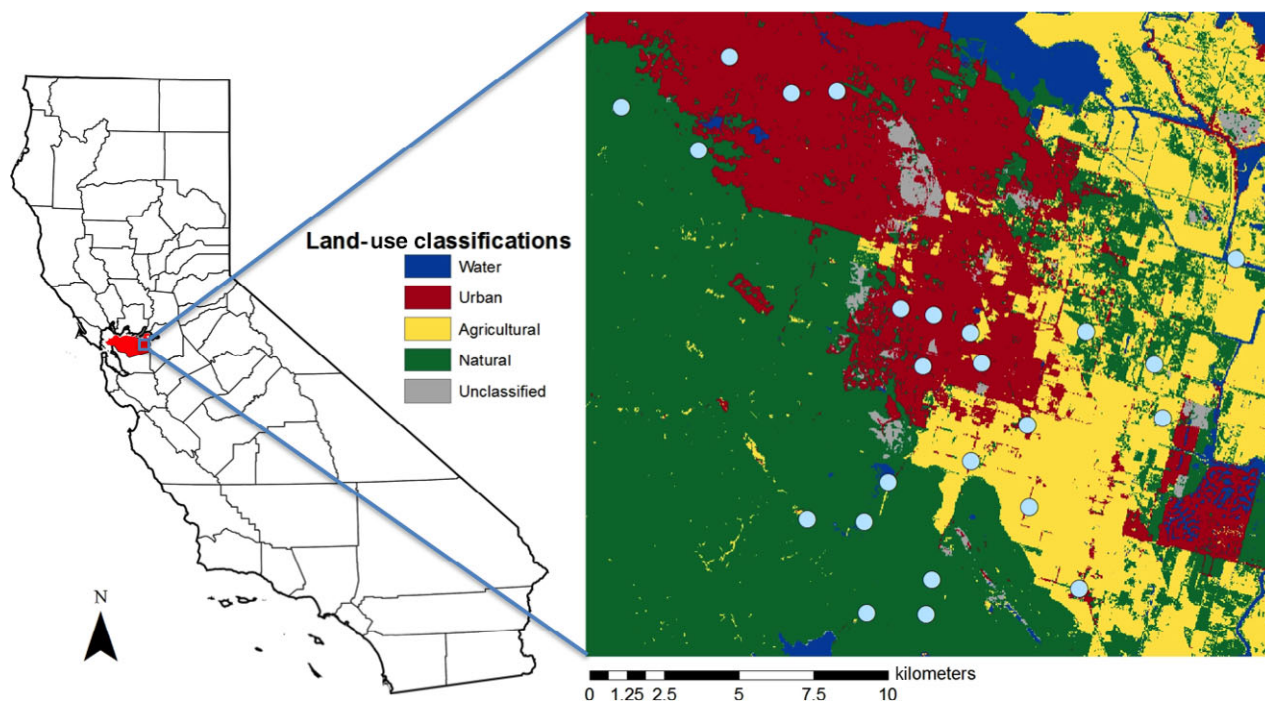 Land-use classifications
Water
Urban
Agricultural
Natural
Unclassified
N
kilometers
0 1.25 2.5 5 7.5 10